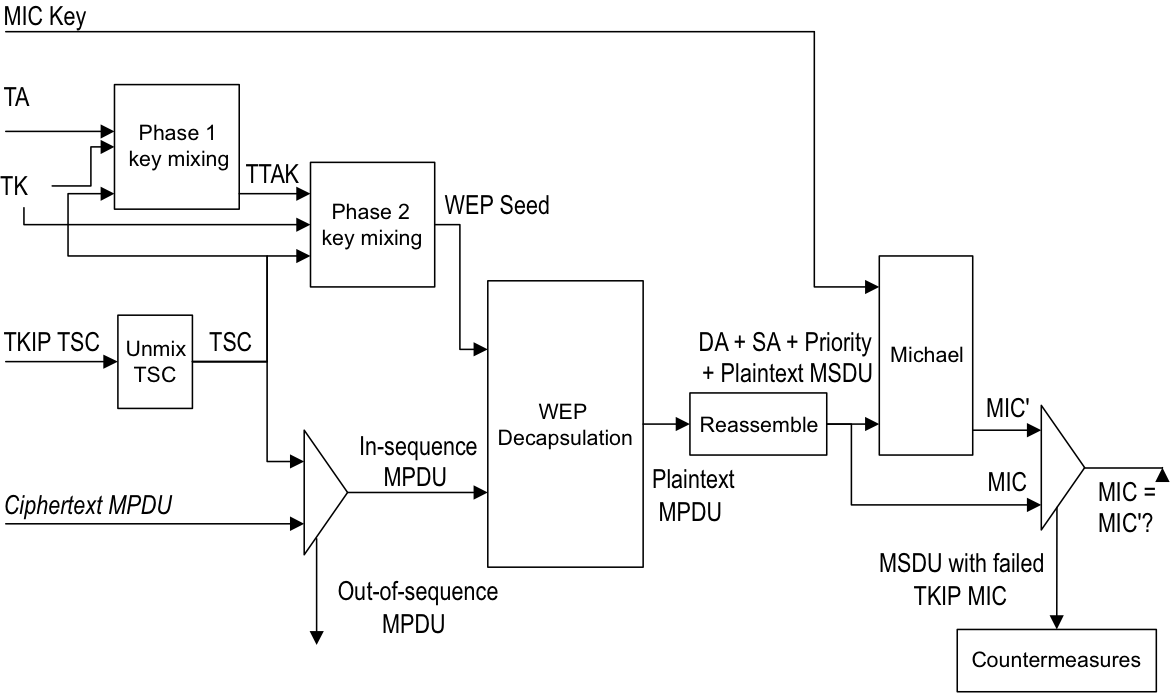 MIC Key
TA
Phase 1
key mixing
TK
TTAK
Phase 2
key mixing
WEP Seed
TKIP TSC
Unmix
TSC
TSC
DA + SA + Priority
+ Plaintext MSDU
Michael
WEP
Decapsulation
Reassemble
MIC'
In-sequence
MPDU
Plaintext
MPDU
MIC
MIC =
MIC'?
Ciphertext MPDU
Out-of-sequence
MPDU
MSDU with failed
TKIP MIC
Countermeasures